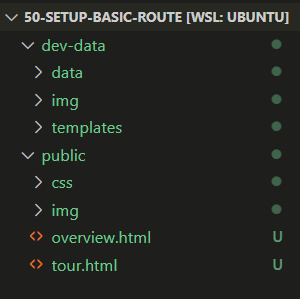 50-SETUP-BASIC-ROUTE [WSL: UBUNTU]
dev-data
data
img
templates
public
css
img
overview.html U
tour.html U